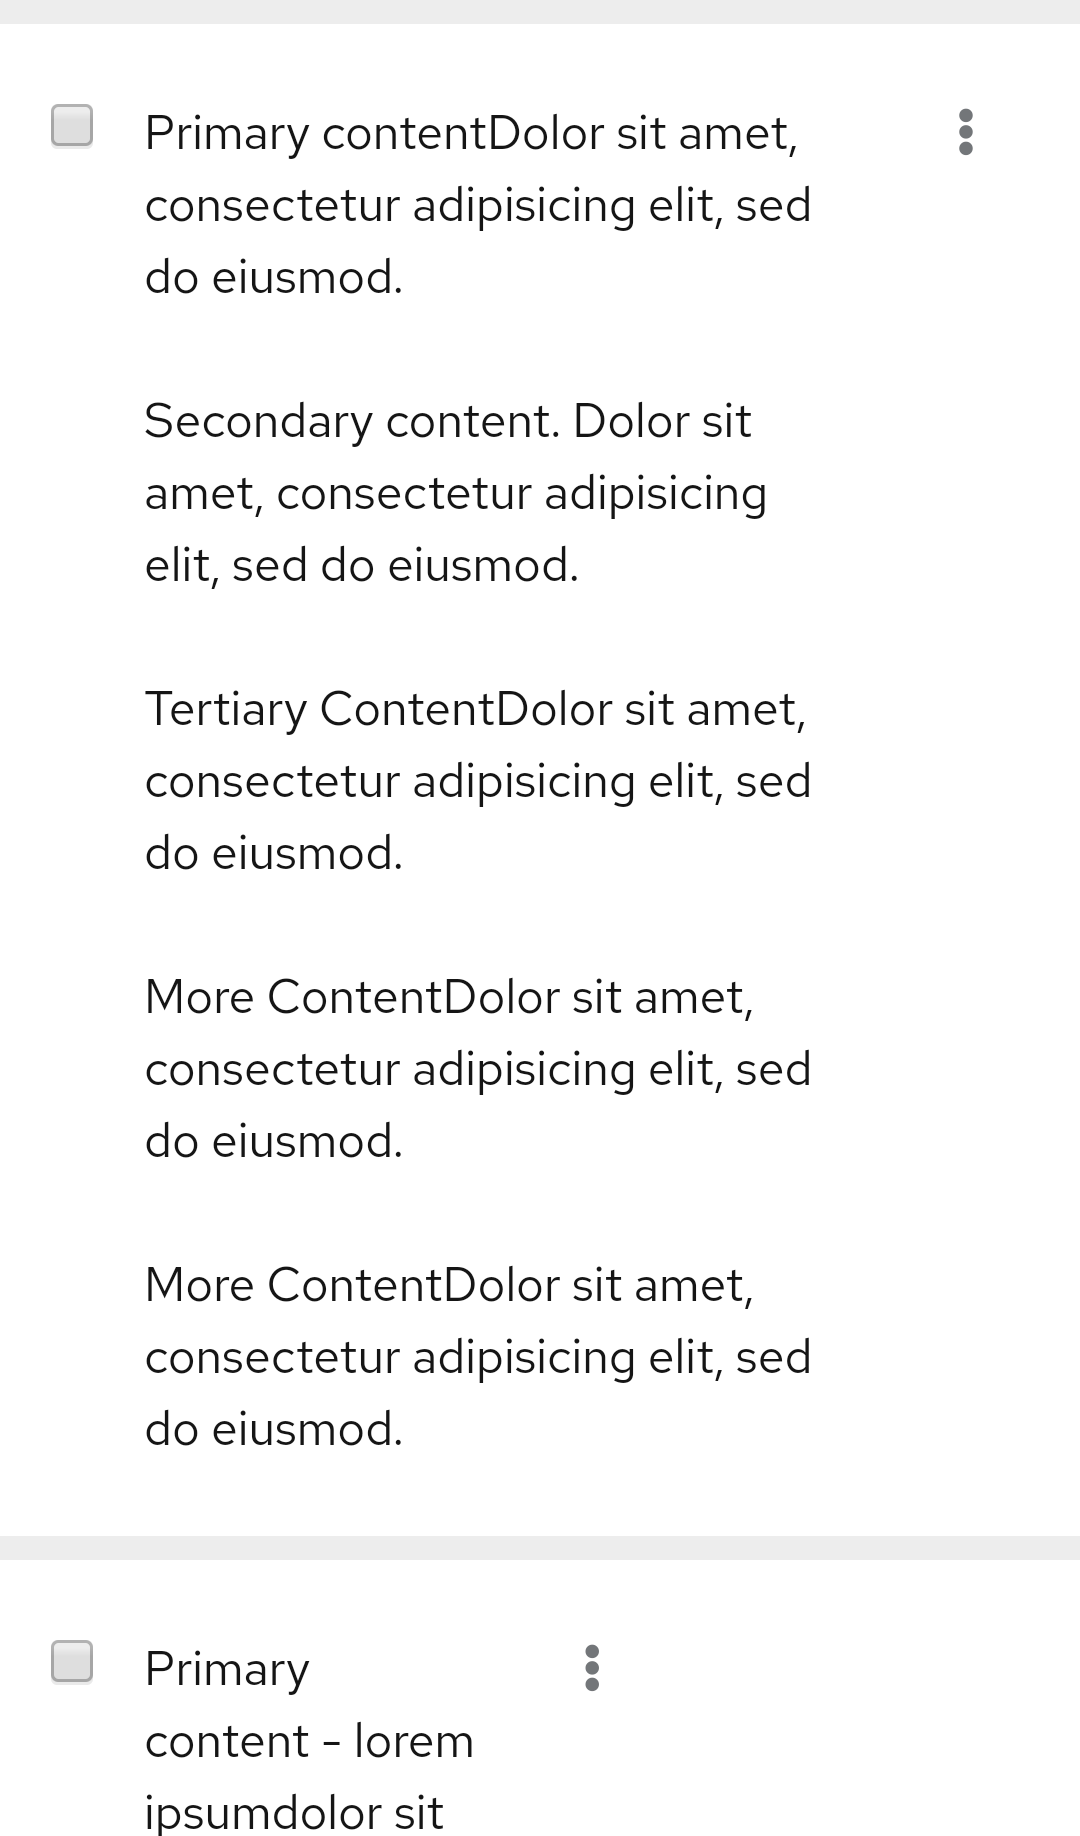 Primary contentDolor sit amet,
consectetur adipisicing elit, sed
do eiusmod.
Secondary content. Dolor sit
amet, consectetur adipisicing
elit, sed do eiusmod.
Tertiary ContentDolor sit amet,
consectetur adipisicing elit, sed
do eiusmod.
More ContentDolor sit amet,
consectetur adipisicing elit, sed
do eiusmod.
More ContentDolor sit amet,
consectetur adipisicing elit, sed
do eiusmod.
Primary
content - lorem
ipsumdolor sit